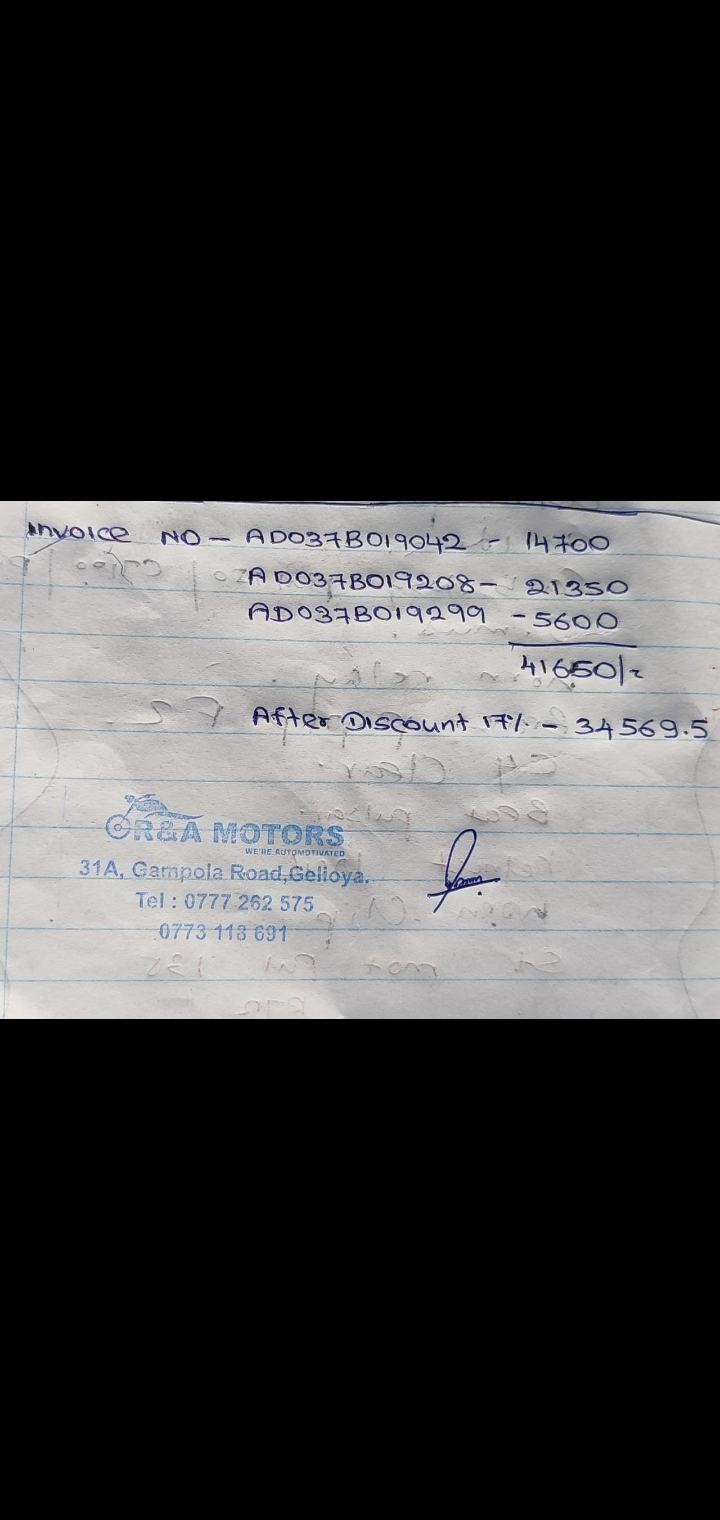 Invoice NO - AD037B019042 - 14700
AD037B019208 - 21350
AD037B019299 - 5600
41650/=
After Discount 17% - 34569.5
R&A MOTORS
WE'RE AUTOMOTIVATED
31A, Gampola Road,Gelioya.
Tel : 0777 262 575
0773 113 691